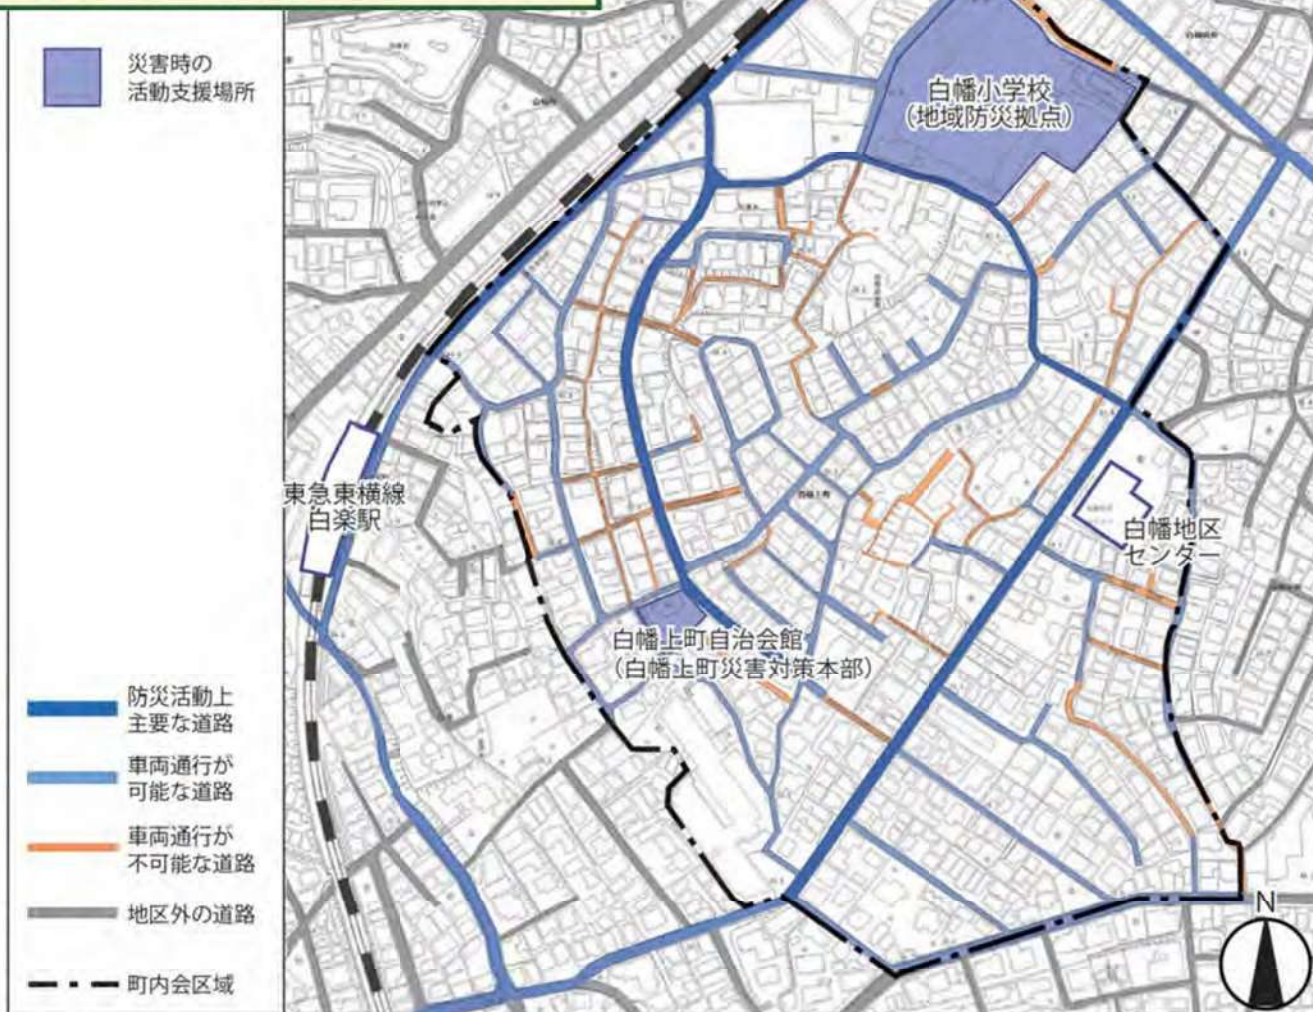 災害時の
活動支援場所
防災活動上
主要な道路
車両通行が
可能な道路
車両通行が
不可能な道路
地区外の道路
町内会区域
白幡小学校
(地域防災拠点)
東急東横線
白楽駅
白幡地区
センター
白幡上町自治会館
(白幡上町災害対策本部)
N